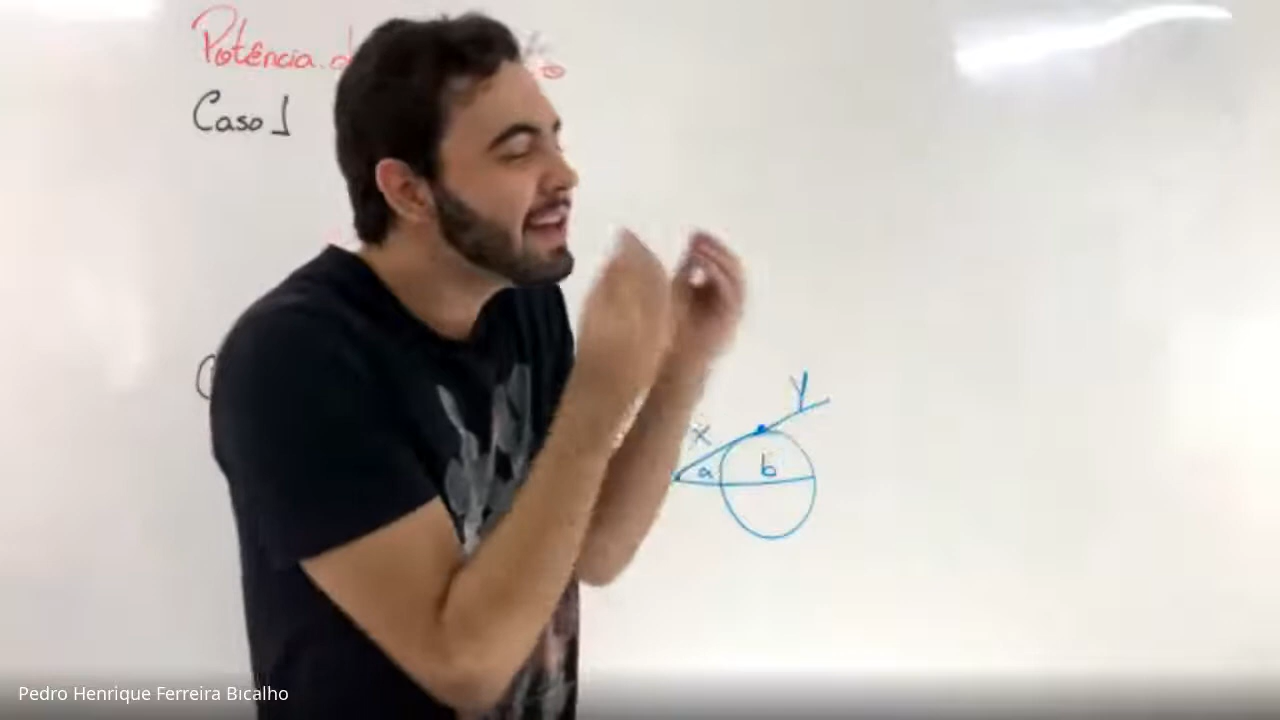 Potência
Caso 1
y
x
a b
Pedro Henrique Ferreira Bicalho